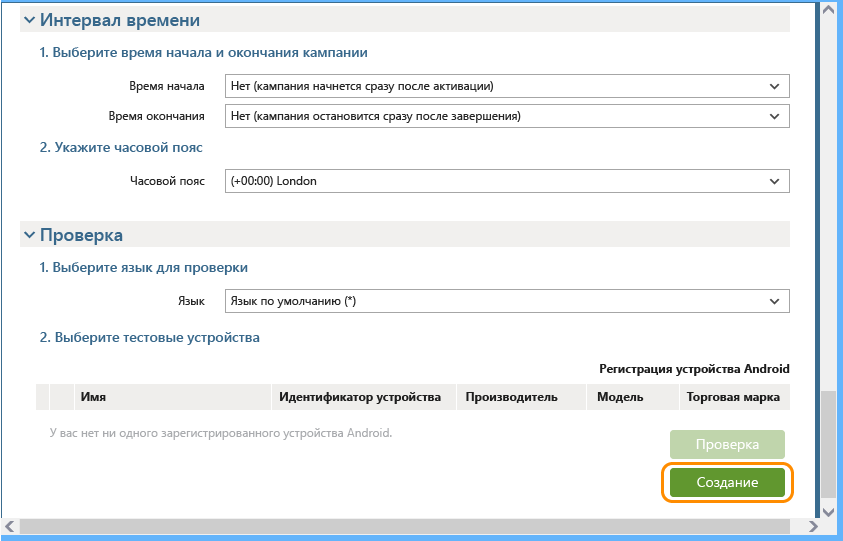 Интервал времени
1. Выберите время начала и окончания кампании
Время начала Нет (кампания начнется сразу после активации)
Время окончания Нет (кампания остановится сразу после завершения)
2. Укажите часовой пояс
Часовой пояс (+00:00) London
Проверка
1. Выберите язык для проверки
Язык Язык по умолчанию (*)
2. Выберите тестовые устройства
Регистрация устройства Android
Имя Идентификатор устройства Производитель Модель Торговая марка
У вас нет ни одного зарегистрированного устройства Android.
Проверка
Создание